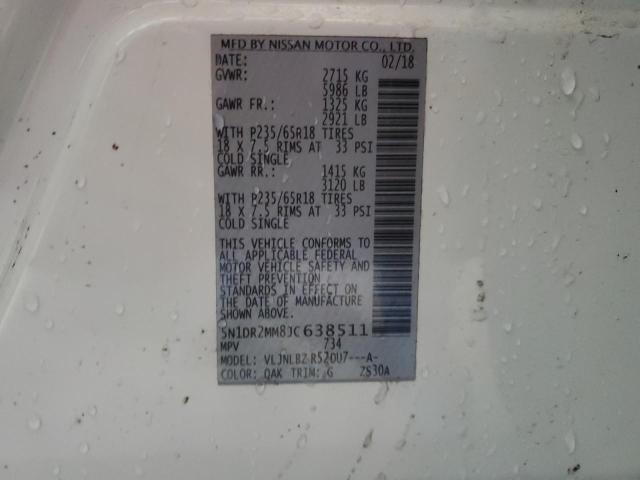 MFD BY NISSAN MOTOR CO., LTD.
DATE: 02/18
GVWR: 2715 KG
5986 LB
GAWR FR.: 1325 KG
2921 LB
WITH P235/65R18 TIRES
18 X 7.5 RIMS AT 33 PSI
COLD SINGLE
GAWR RR.: 1415 KG
3120 LB
WITH P235/65R18 TIRES
18 X 7.5 RIMS AT 33 PSI
COLD SINGLE
THIS VEHICLE CONFORMS TO
ALL APPLICABLE FEDERAL
MOTOR VEHICLE SAFETY AND
THEFT PREVENTION
STANDARDS IN EFFECT ON
THE DATE OF MANUFACTURE
SHOWN ABOVE.
5N1DR2MM8JC638511
MPV 734
MODEL: VLJNLBZ-R520U7---A-
COLOR: QAK TRIM: G ZS30A